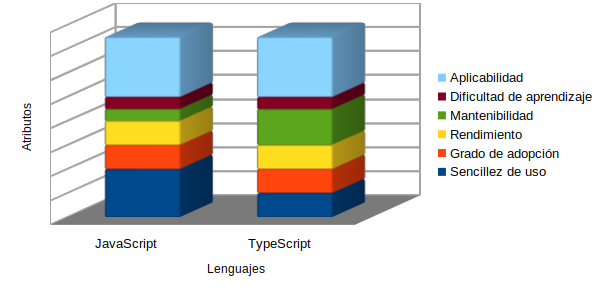 Atributos
Aplicabilidad
Dificultad de aprendizaje
Mantenibilidad
Rendimiento
Grado de adopción
Sencillez de uso
JavaScript
TypeScript
Lenguajes